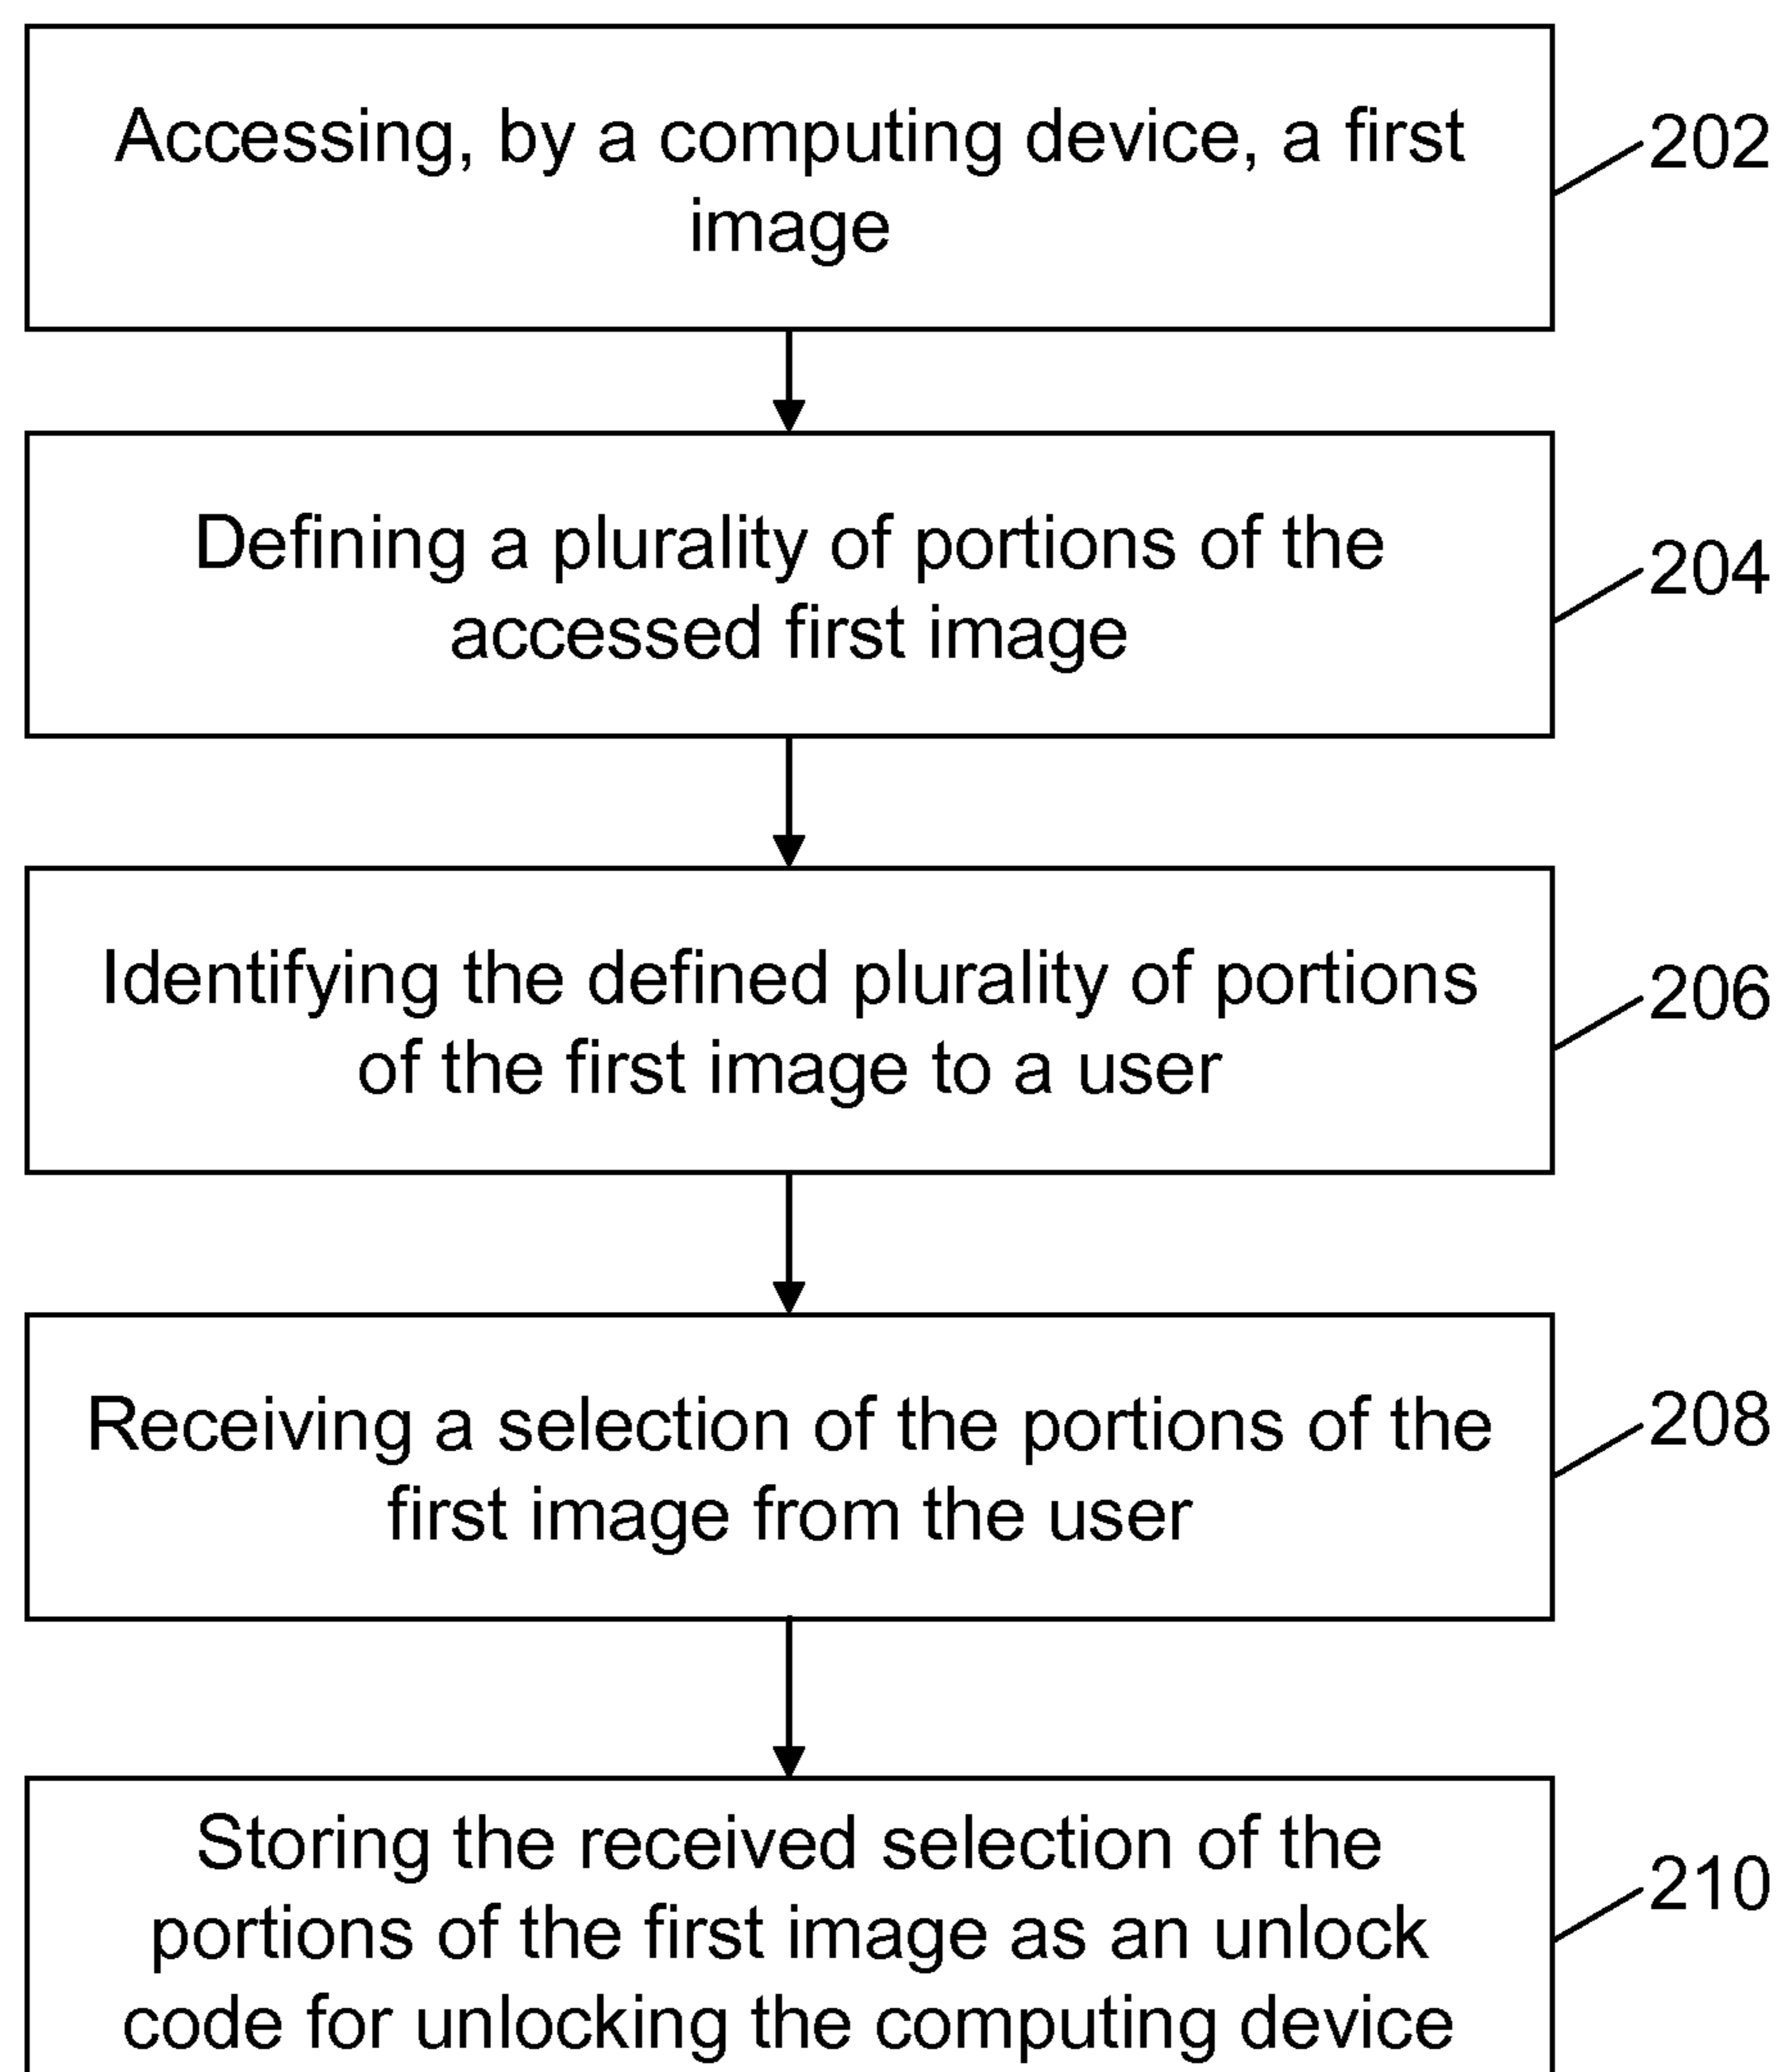 Accessing, by a computing device, a first
image
202
Defining a plurality of portions of the
accessed first image
204
Identifying the defined plurality of portions
of the first image to a user
206
Receiving a selection of the portions of the
first image from the user
208
Storing the received selection of the
portions of the first image as an unlock
code for unlocking the computing device
210